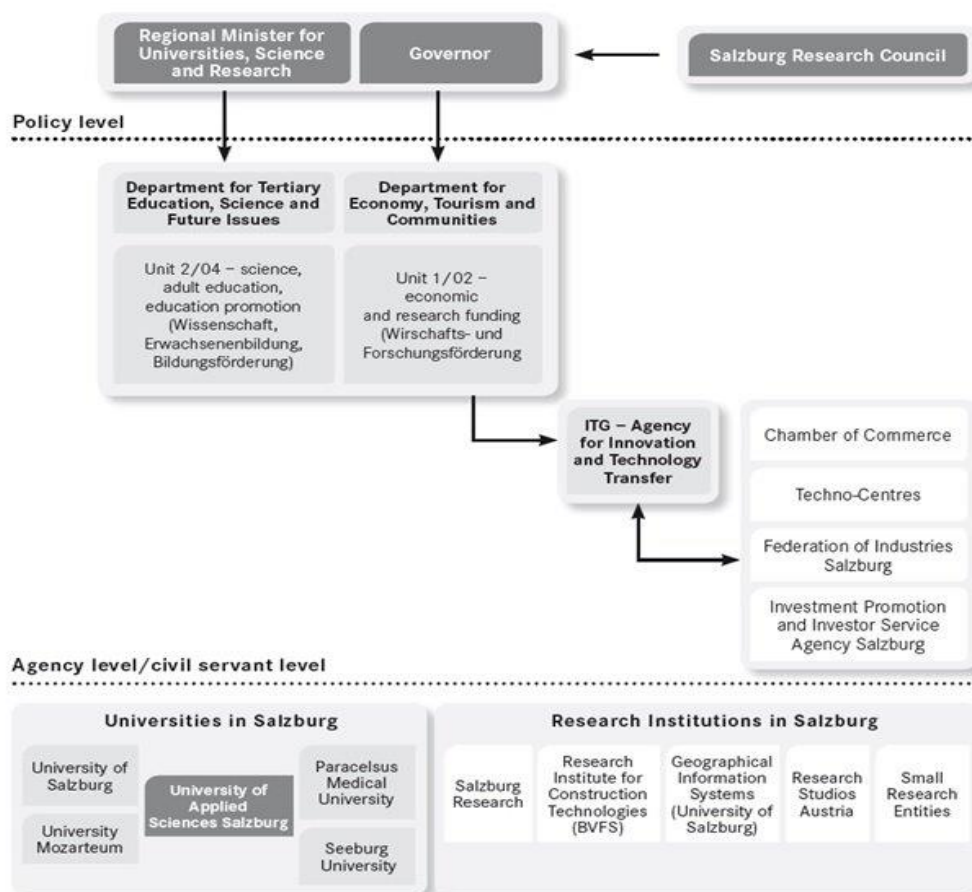 Regional Minister for
Universities, Science
and Research
Governor
Salzburg Research Council
Policy level
Department for Tertiary
Education, Science and
Future Issues
Department for
Economy, Tourism and
Communities
Unit 2/04 – science,
adult education,
education promotion
(Wissenschaft,
Erwachsenenbildung,
Bildungsförderung)
Unit 1/02 –
economic
and research funding
(Wirschafts- und
Forschungsförderung
ITG – Agency
for Innovation
and Technology
Transfer
Chamber of Commerce
Techno-Centres
Federation of Industries
Salzburg
Investment Promotion
and Investor Service
Agency Salzburg
Agency level/civil servant level
Universities in Salzburg
University of
Salzburg
University
Mozarteum
University of
Applied
Sciences Salzburg
Paracelsus
Medical
University
Seeburg
University
Research Institutions in Salzburg
Salzburg
Research
Research
Institute for
Construction
Technologies
(BVFS)
Geographical
Information
Systems
(University of
Salzburg)
Research
Studios
Austria
Small
Research
Entities